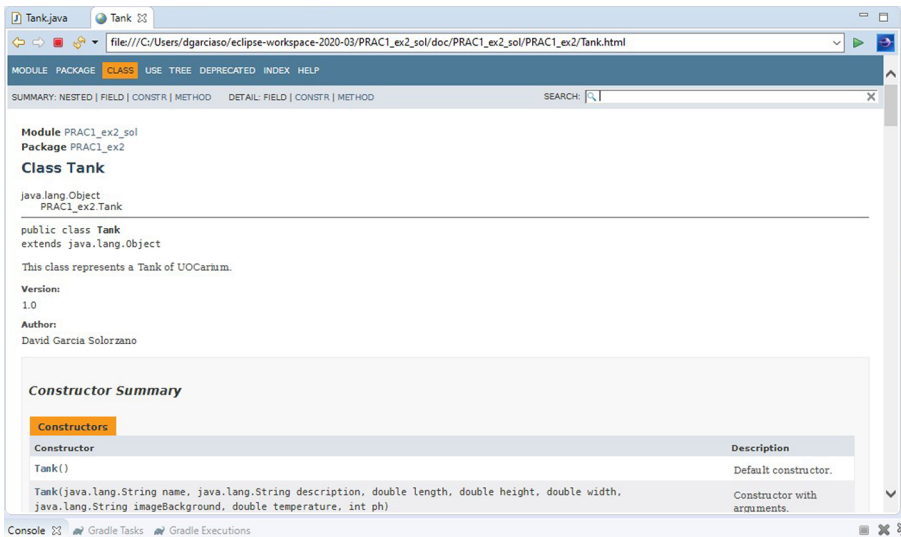 Tank.java Tank
file:///C:/Users/dgarciaso/eclipse-workspace-2020-03/PRAC1_ex2_sol/doc/PRAC1_ex2_sol/PRAC1_ex2/Tank.html
MODULE PACKAGE CLASS USE TREE DEPRECATED INDEX HELP
SUMMARY: NESTED | FIELD | CONSTR | METHOD DETAIL: FIELD | CONSTR | METHOD SEARCH:
Module PRAC1_ex2_sol
Package PRAC1_ex2
Class Tank
java.lang.Object
PRAC1_ex2.Tank
public class Tank
extends java.lang.Object
This class represents a Tank of UOCarium.
Version:
1.0
Author:
David Garcia Solorzano
Constructor Summary
Constructors
Constructor Description
Tank() Default constructor.
Tank(java.lang.String name, java.lang.String description, double length, double height, double width, Constructor with
java.lang.String imageBackground, double temperature, int ph) arguments.
Console Gradle Tasks Gradle Executions